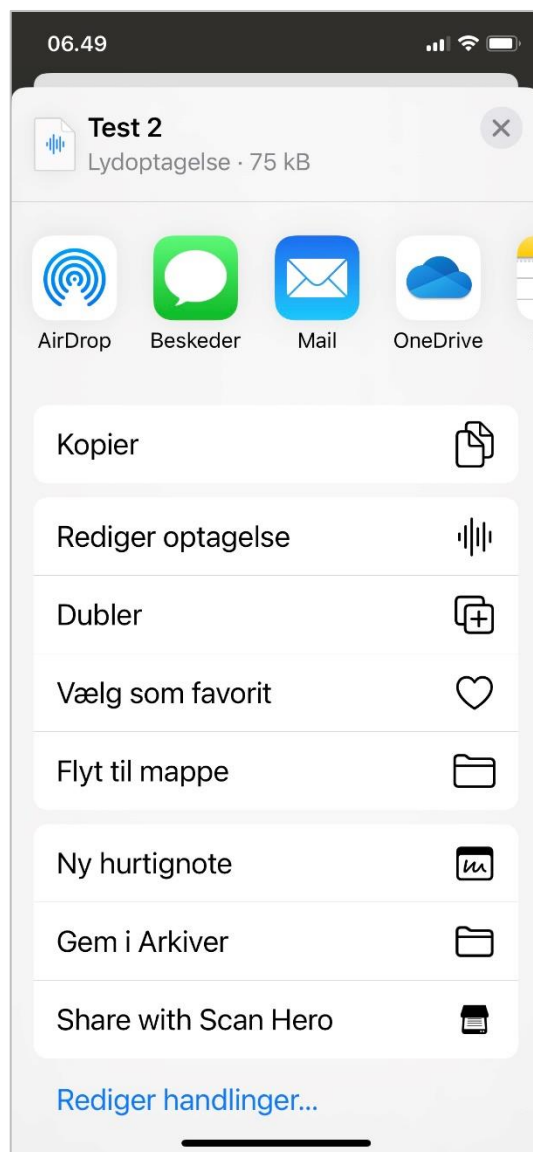 06.49
Test 2
Lydoptagelse · 75 kB
AirDrop
Beskeder
Mail
OneDrive
Kopier
Rediger optagelse
Dubler
Vælg som favorit
Flyt til mappe
Ny hurtignote
Gem i Arkiver
Share with Scan Hero
Rediger handlinger...